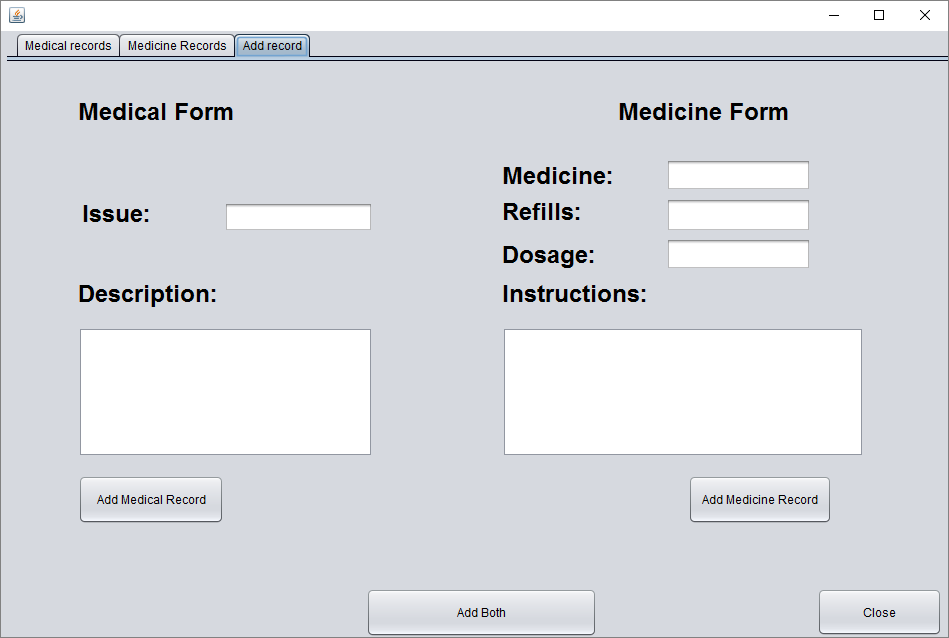 Medical records Medicine Records Add record
Medical Form
Medicine Form
Issue:
Medicine:
Refills:
Dosage:
Description:
Instructions:
Add Medical Record
Add Medicine Record
Add Both
Close